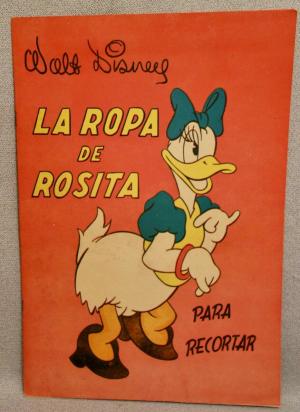 Walt Disney
LA ROPA
DE
ROSITA
PARA
RECORTAR